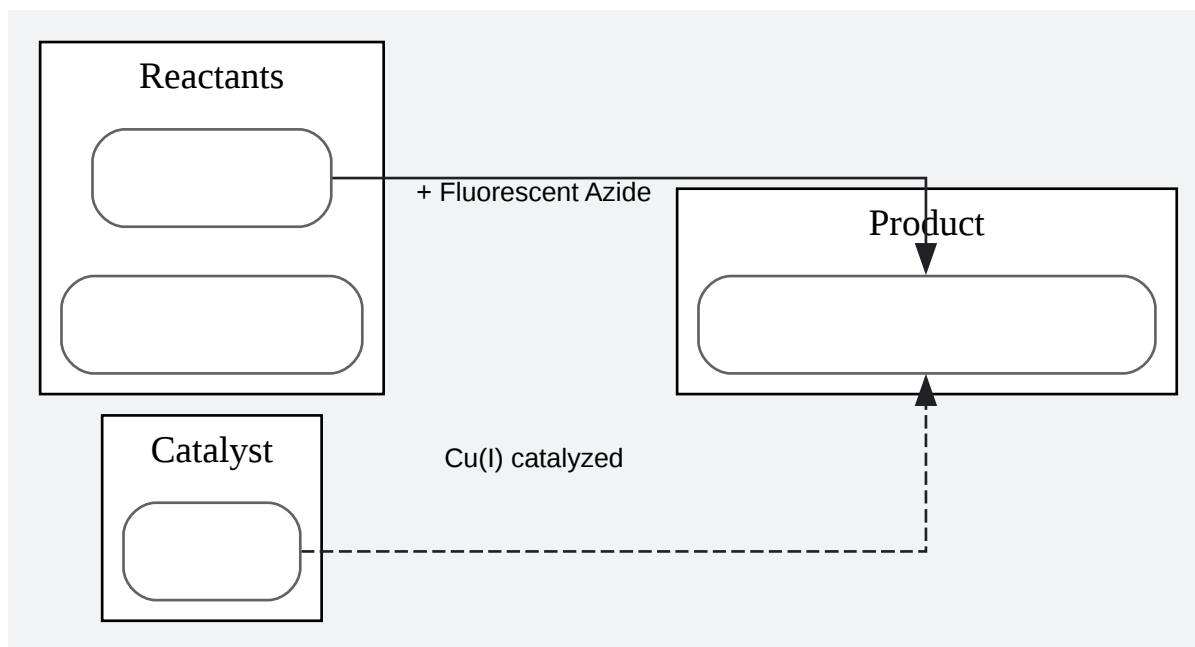 Reactants
+ Fluorescent Azide
Product
Catalyst
Cu(I) catalyzed